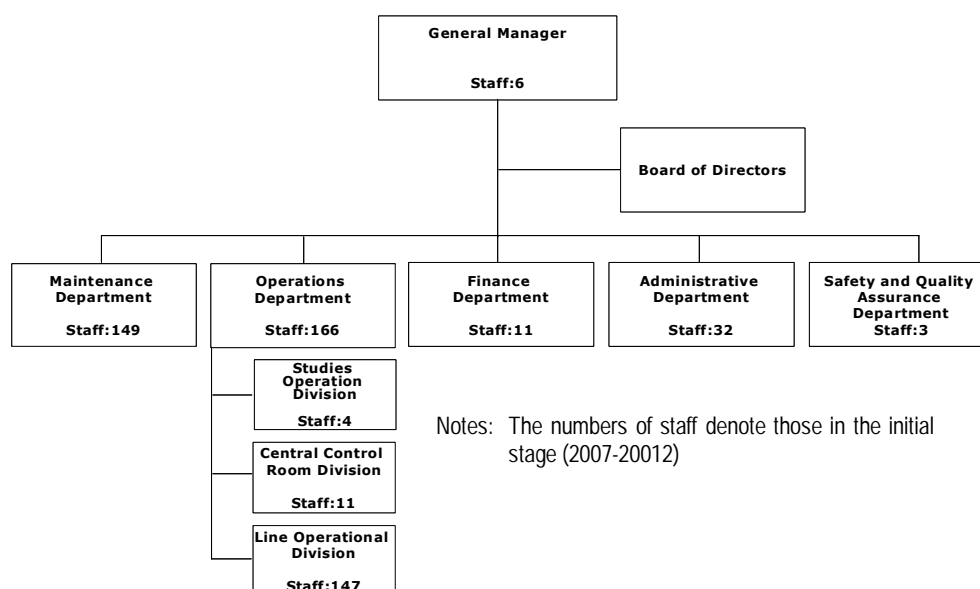 General Manager
Staff:6
Board of Directors
Maintenance
Department
Staff:149
Operations
Department
Staff:166
Finance
Department
Staff:11
Administrative
Department
Staff:32
Safety and Quality
Assurance
Department
Staff:3
Studies
Operation
Division
Staff:4
Central Control
Room Division
Staff:11
Line Operational
Division
Staff:147
Notes: The numbers of staff denote those in the initial
stage (2007-20012)